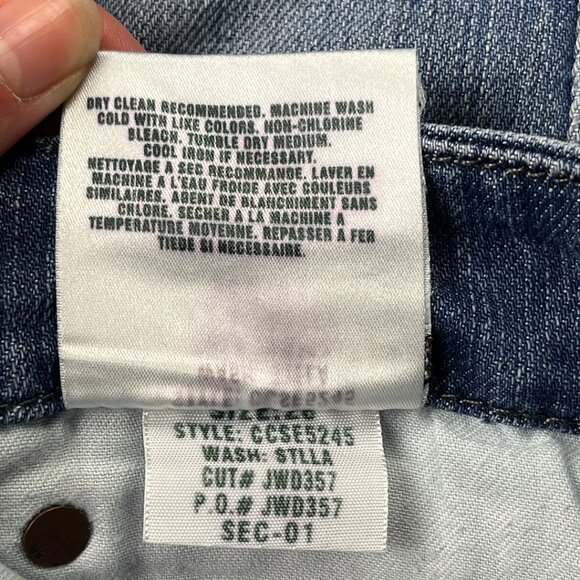 DRY CLEAN RECOMMENDED. MACHINE WASH
COLD WITH LIKE COLORS. NON-CHLORINE
BLEACH. TUMBLE DRY MEDIUM.
COOL IRON IF NECESSARY.
NETTOYAGE A SEC RECOMMANDE. LAVER EN
MACHINE A L'EAU FROIDE AVEC COULEURS
SIMILAIRES. AGENT DE BLANCHIMENT SANS
CHLORE. SECHER A LA MACHINE A
TEMPERATURE MOYENNE. REPASSER A FER
TIEDE SI NECESSAIRE.
SIZE:26
STYLE: CCSE5245
WASH: STLLA
CUT# JWD357
P.O.# JWD357
SEC-01